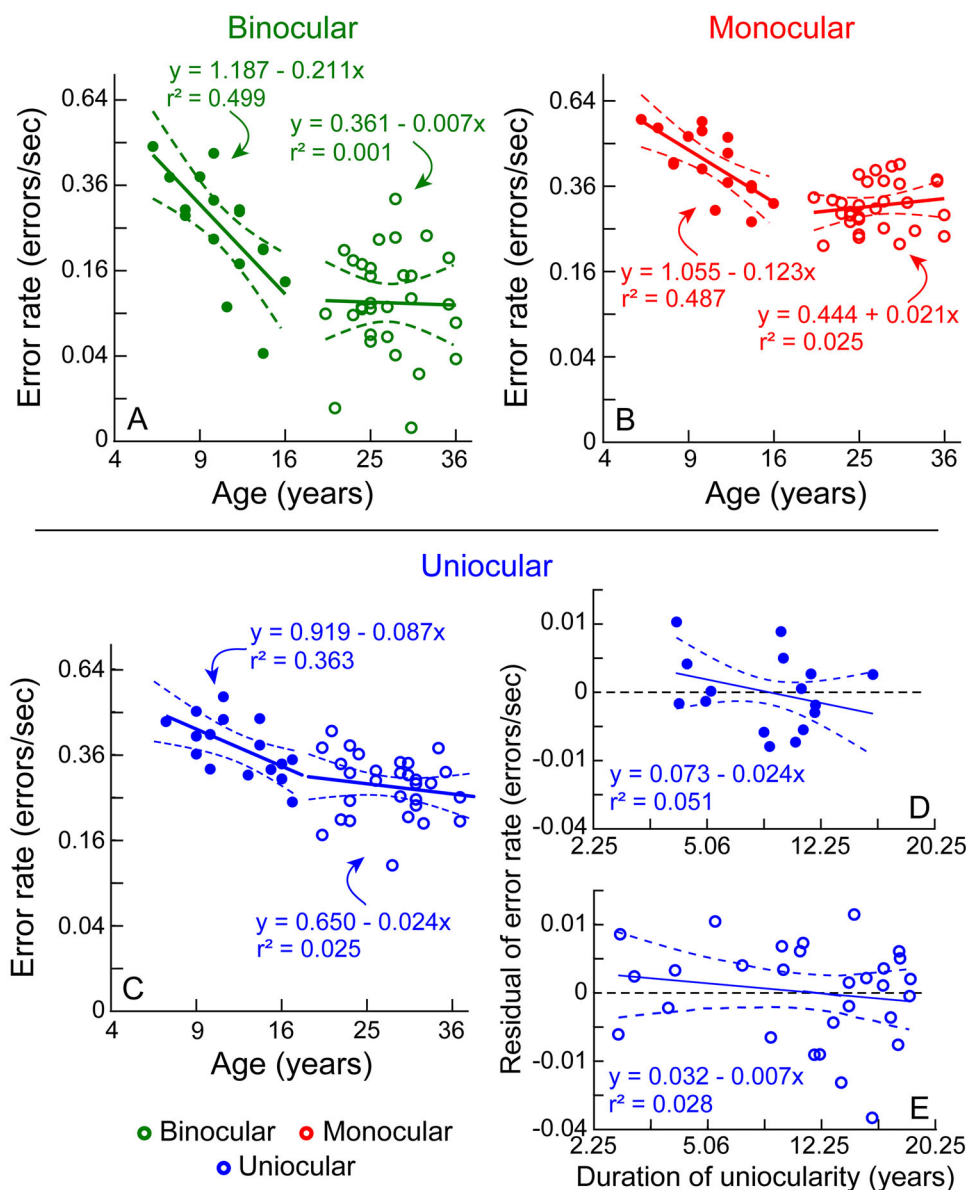 Binocular
Monocular
Error rate (errors/sec)
0.64
0.36
0.16
0.04
0
y = 1.187 - 0.211x
r² = 0.499
y = 0.361 - 0.007x
r² = 0.001
A
4 9 16 25 36
Age (years)
Error rate (errors/sec)
0.64
0.36
0.16
0.04
0
y = 1.055 - 0.123x
r² = 0.487
y = 0.444 + 0.021x
r² = 0.025
B
4 9 16 25 36
Age (years)
Uniocular
Error rate (errors/sec)
0.64
0.36
0.16
0.04
0
y = 0.919 - 0.087x
r² = 0.363
y = 0.650 - 0.024x
r² = 0.025
C
4 9 16 25 36
Age (years)
Residual of error rate (errors/sec)
0.01
0
-0.01
-0.04
y = 0.073 - 0.024x
r² = 0.051
D
2.25 5.06 12.25 20.25
0.01
0
-0.01
-0.04
y = 0.032 - 0.007x
r² = 0.028
E
2.25 5.06 12.25 20.25
Duration of uniocularity (years)
Binocular Monocular
Uniocular